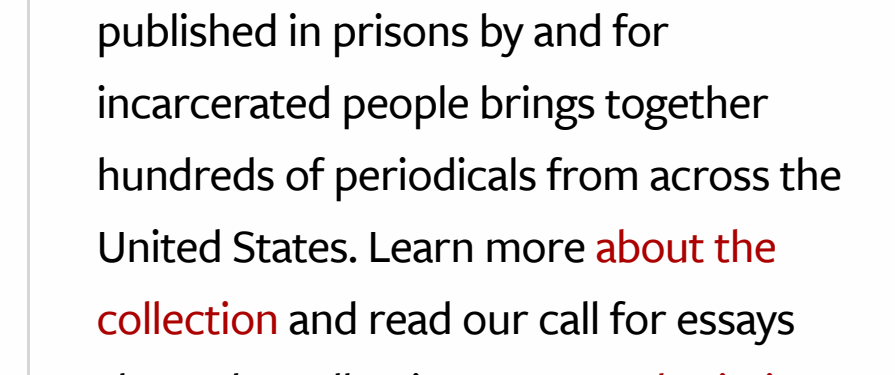 published in prisons by and for
incarcerated people brings together
hundreds of periodicals from across the
United States. Learn more about the
collection and read our call for essays